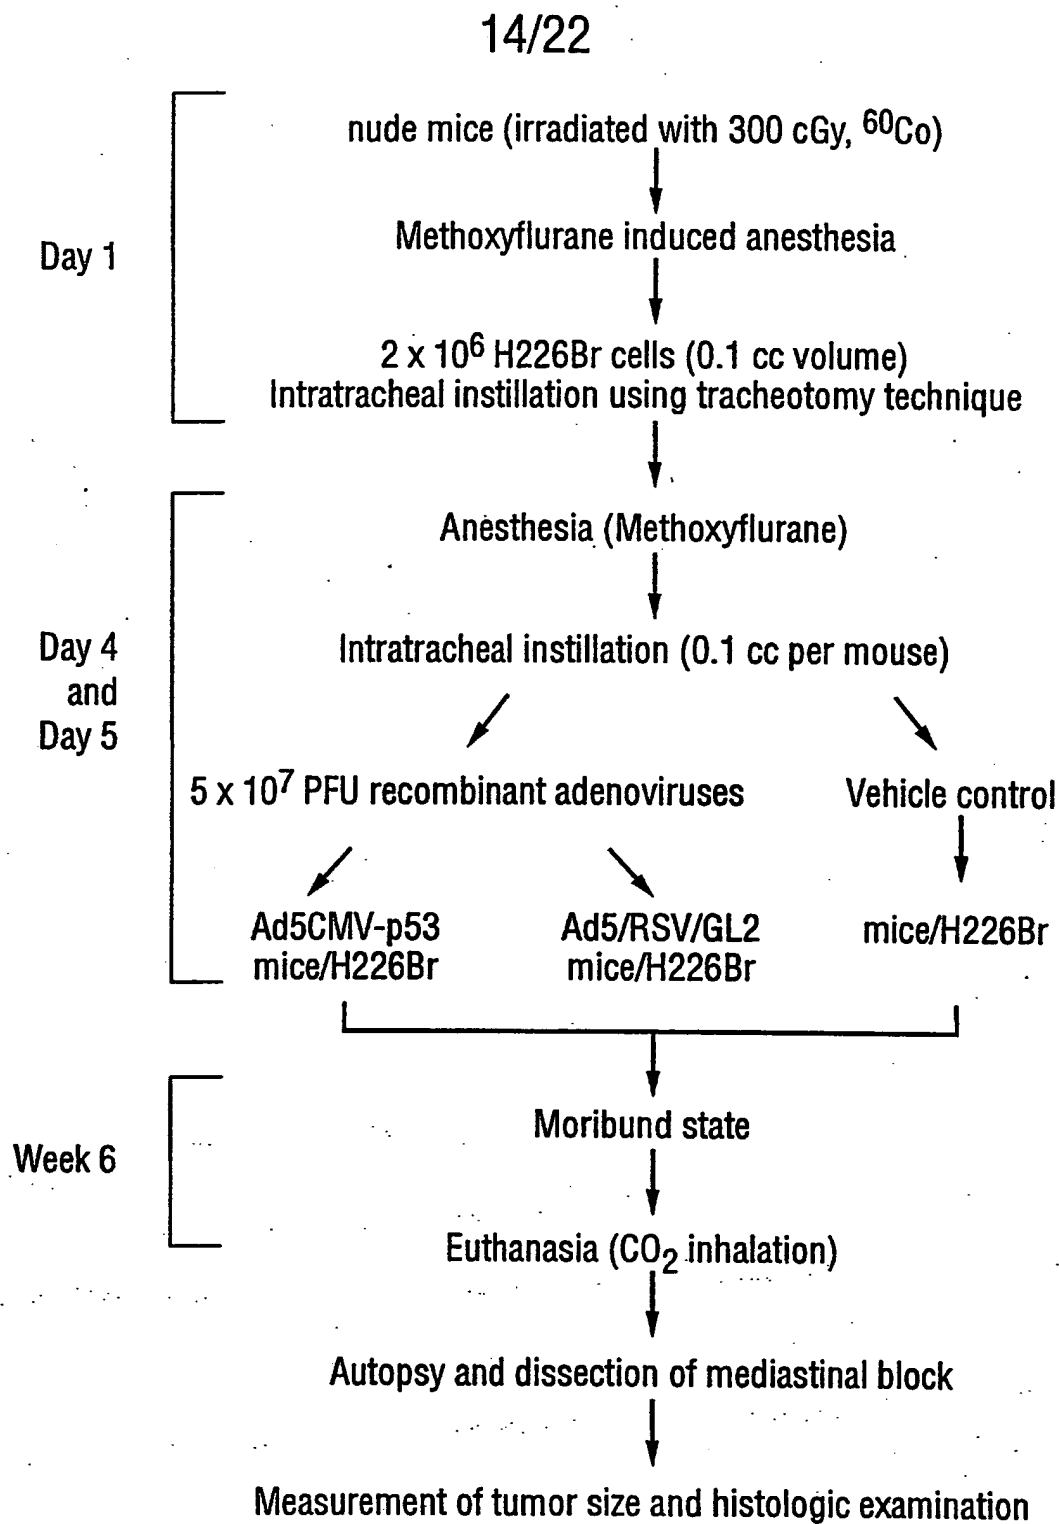 14/22
nude mice (irradiated with 300 cGy, ⁶⁰Co)
Day 1
Methoxyflurane induced anesthesia
2 x 10⁶ H226Br cells (0.1 cc volume)
Intratracheal instillation using tracheotomy technique
Anesthesia (Methoxyflurane)
Day 4
and
Day 5
Intratracheal instillation (0.1 cc per mouse)
5 x 10⁷ PFU recombinant adenoviruses
Vehicle control
Ad5CMV-p53
mice/H226Br
Ad5/RSV/GL2
mice/H226Br
mice/H226Br
Week 6
Moribund state
Euthanasia (CO₂ inhalation)
Autopsy and dissection of mediastinal block
Measurement of tumor size and histologic examination